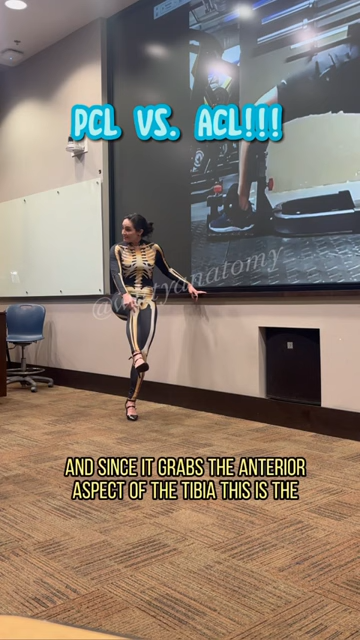 PCL VS. ACL!!!
AND SINCE IT GRABS THE ANTERIOR
ASPECT OF THE TIBIA THIS IS THE